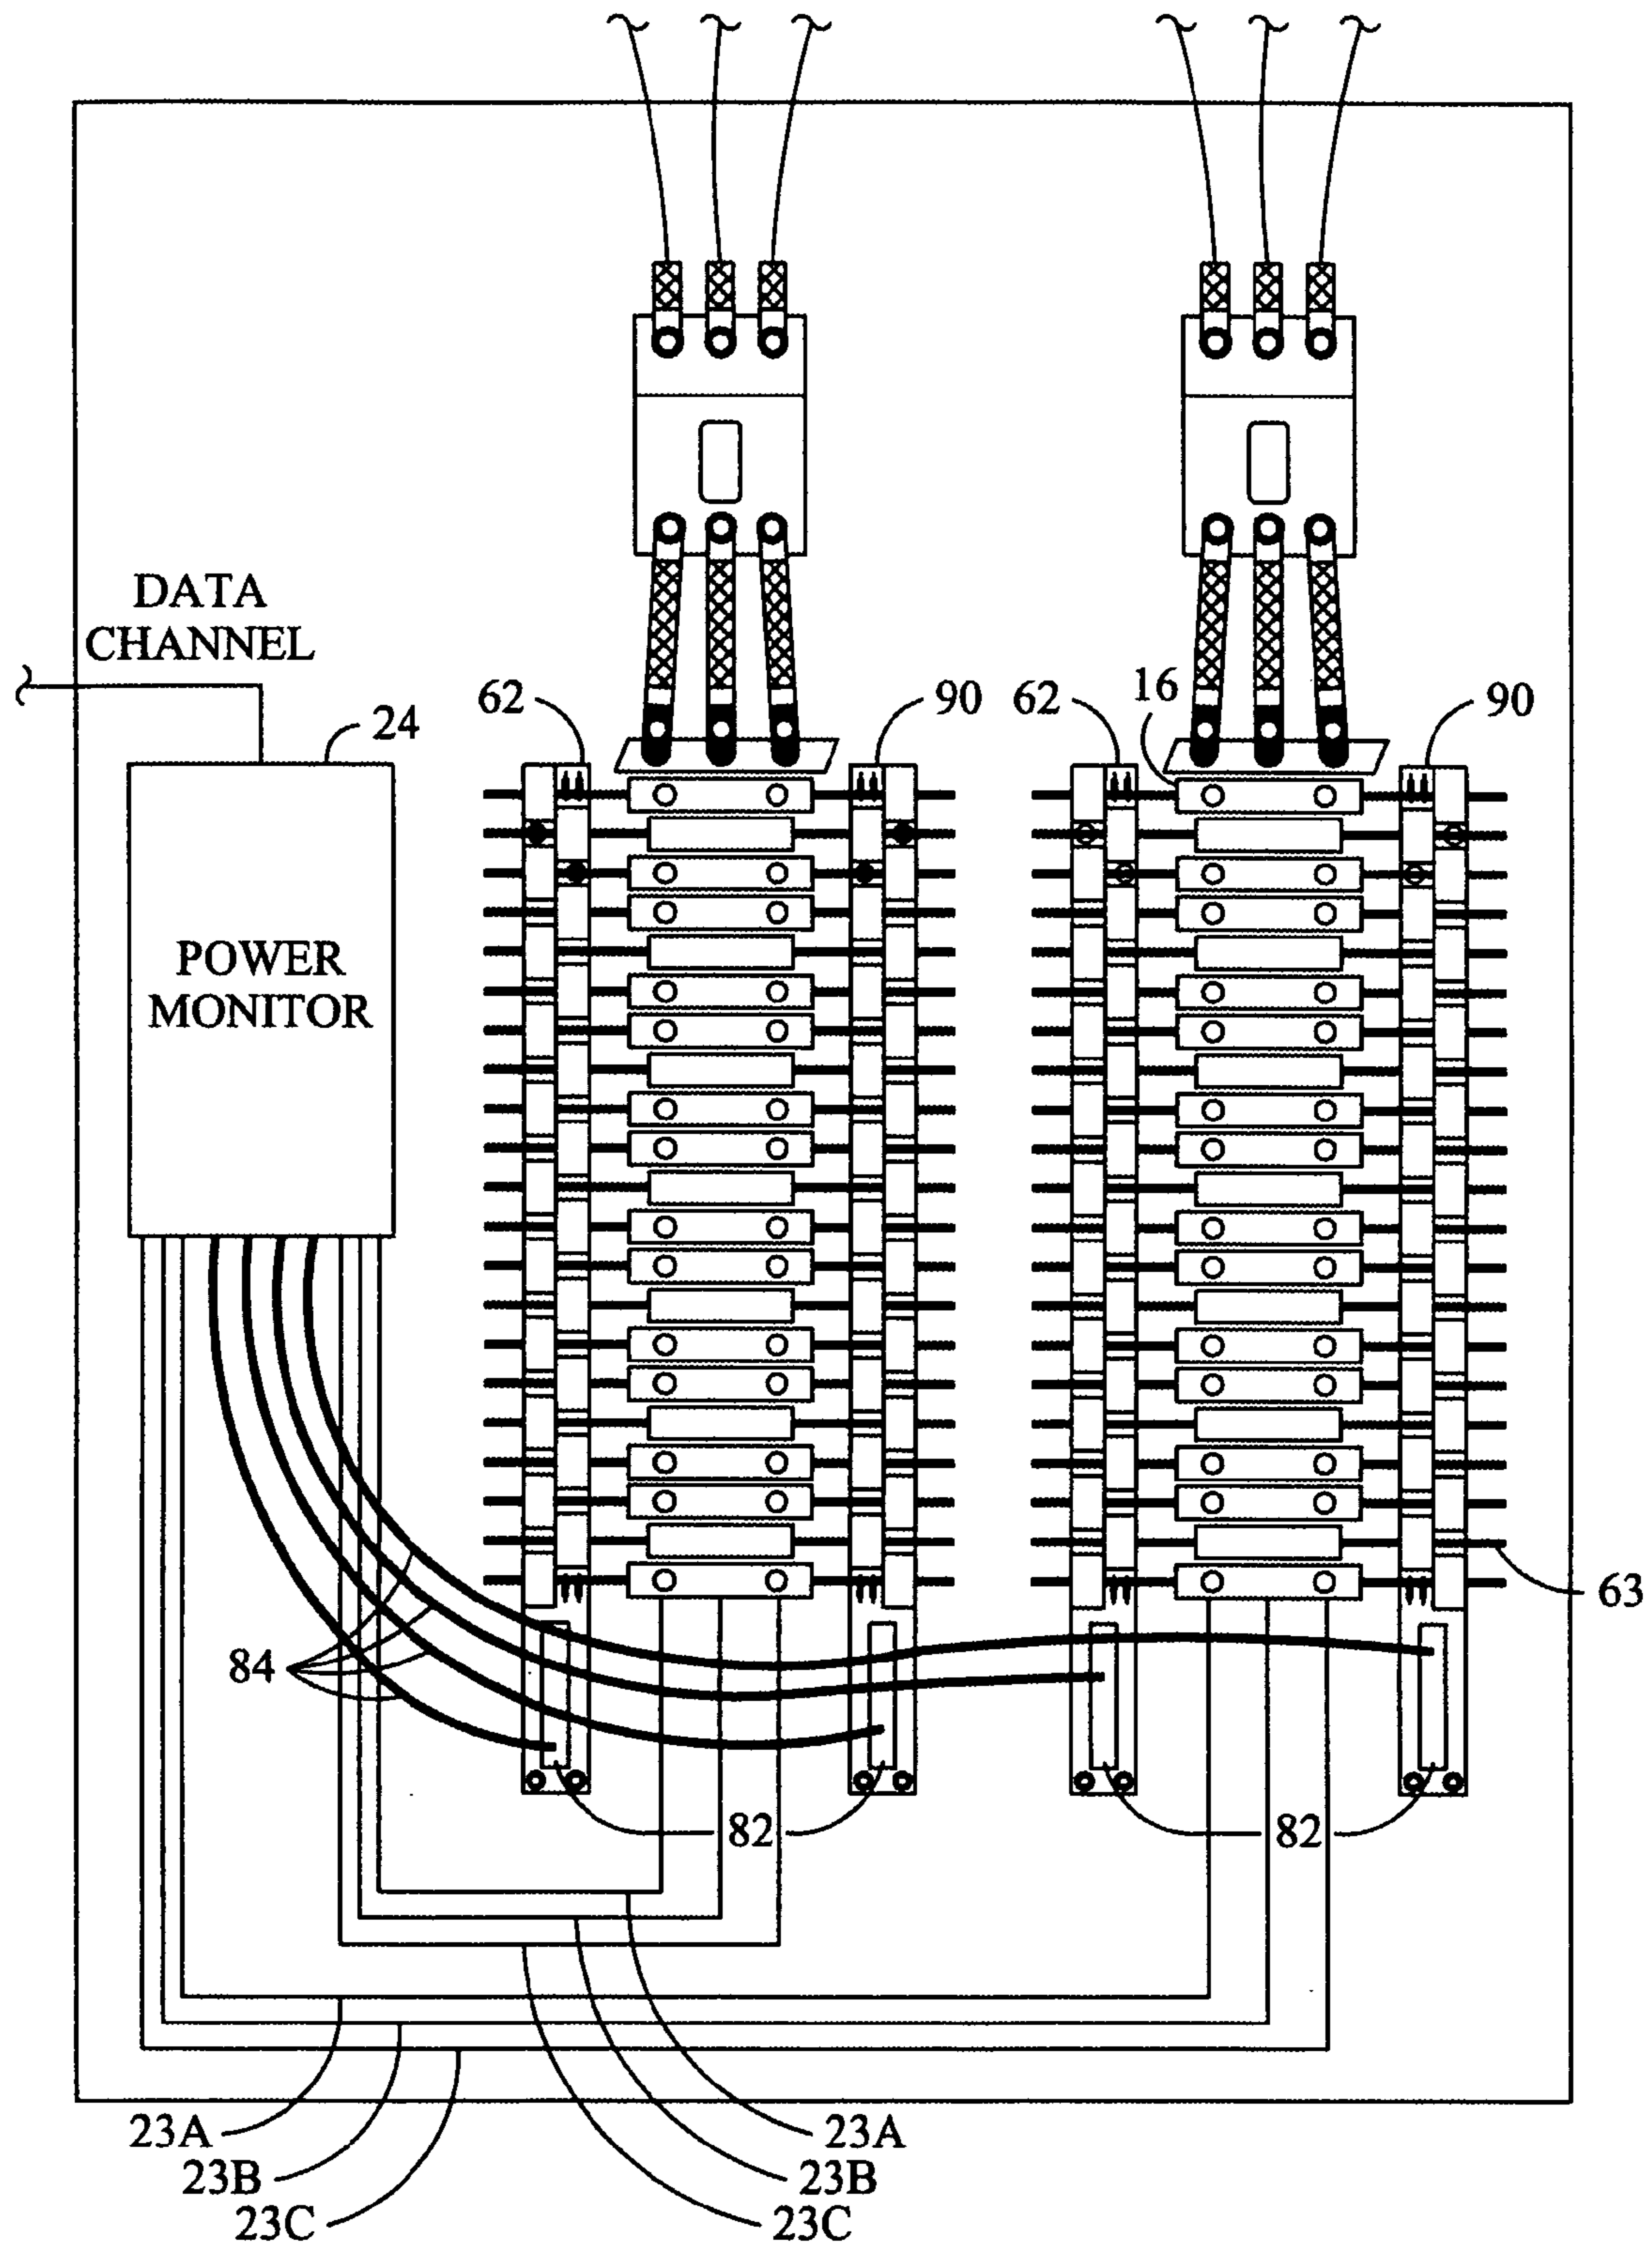 DATA
CHANNEL
24
62
90
62
16
90
POWER
MONITOR
63
84
82
82
23A
23B
23C
23A
23B
23C